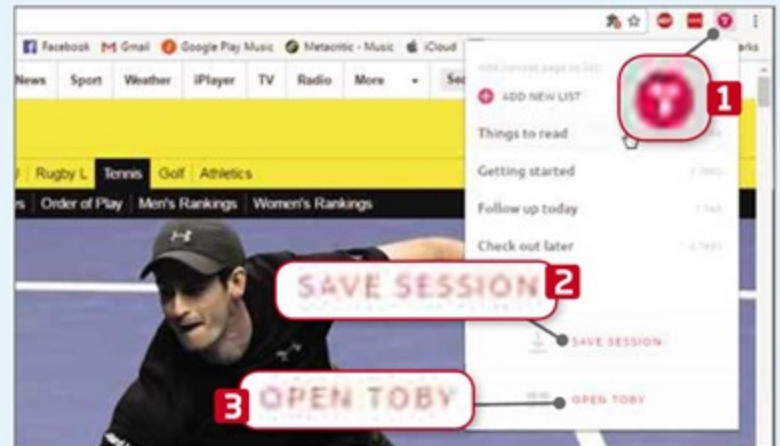 Facebook Gmail Google Play Music Metacritic - Music iCloud
News Sport Weather iPlayer TV Radio More
ADD NEW LIST
1
Things to read
Rugby L Tennis Golf Athletics
Getting started
Order of Play Men's Rankings Women's Rankings
Follow up today
Check out later
SAVE SESSION 2
SAVE SESSION
3 OPEN TOBY
OPEN TOBY